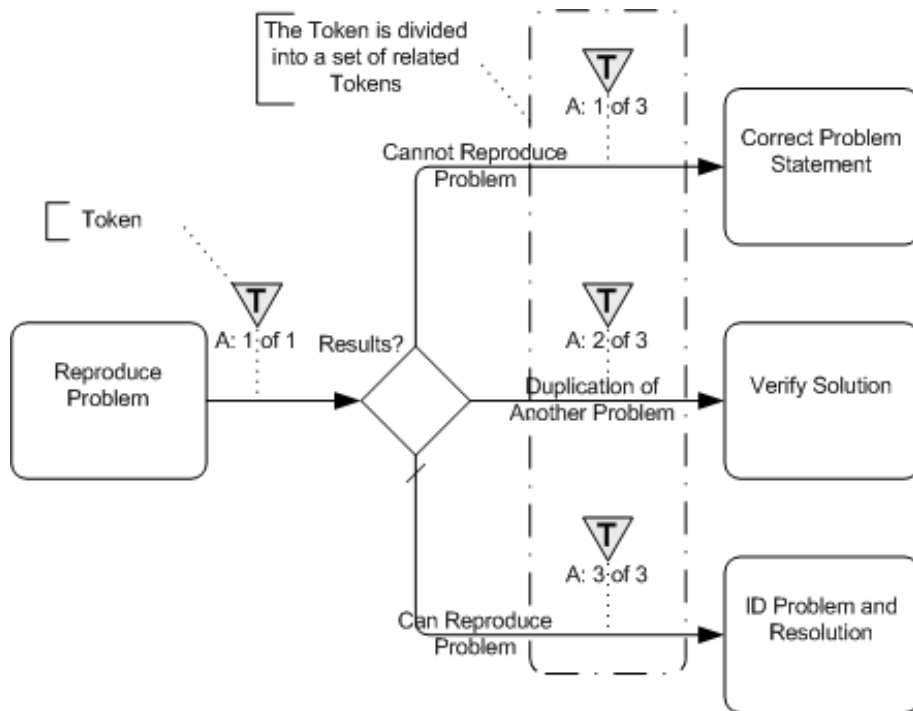 The Token is divided
into a set of related
Tokens
T
A: 1 of 3
Cannot Reproduce
Problem
Correct Problem
Statement
Token
T
A: 1 of 1
Reproduce
Problem
Results?
T
A: 2 of 3
Duplication of
Another Problem
Verify Solution
T
A: 3 of 3
Can Reproduce
Problem
ID Problem and
Resolution